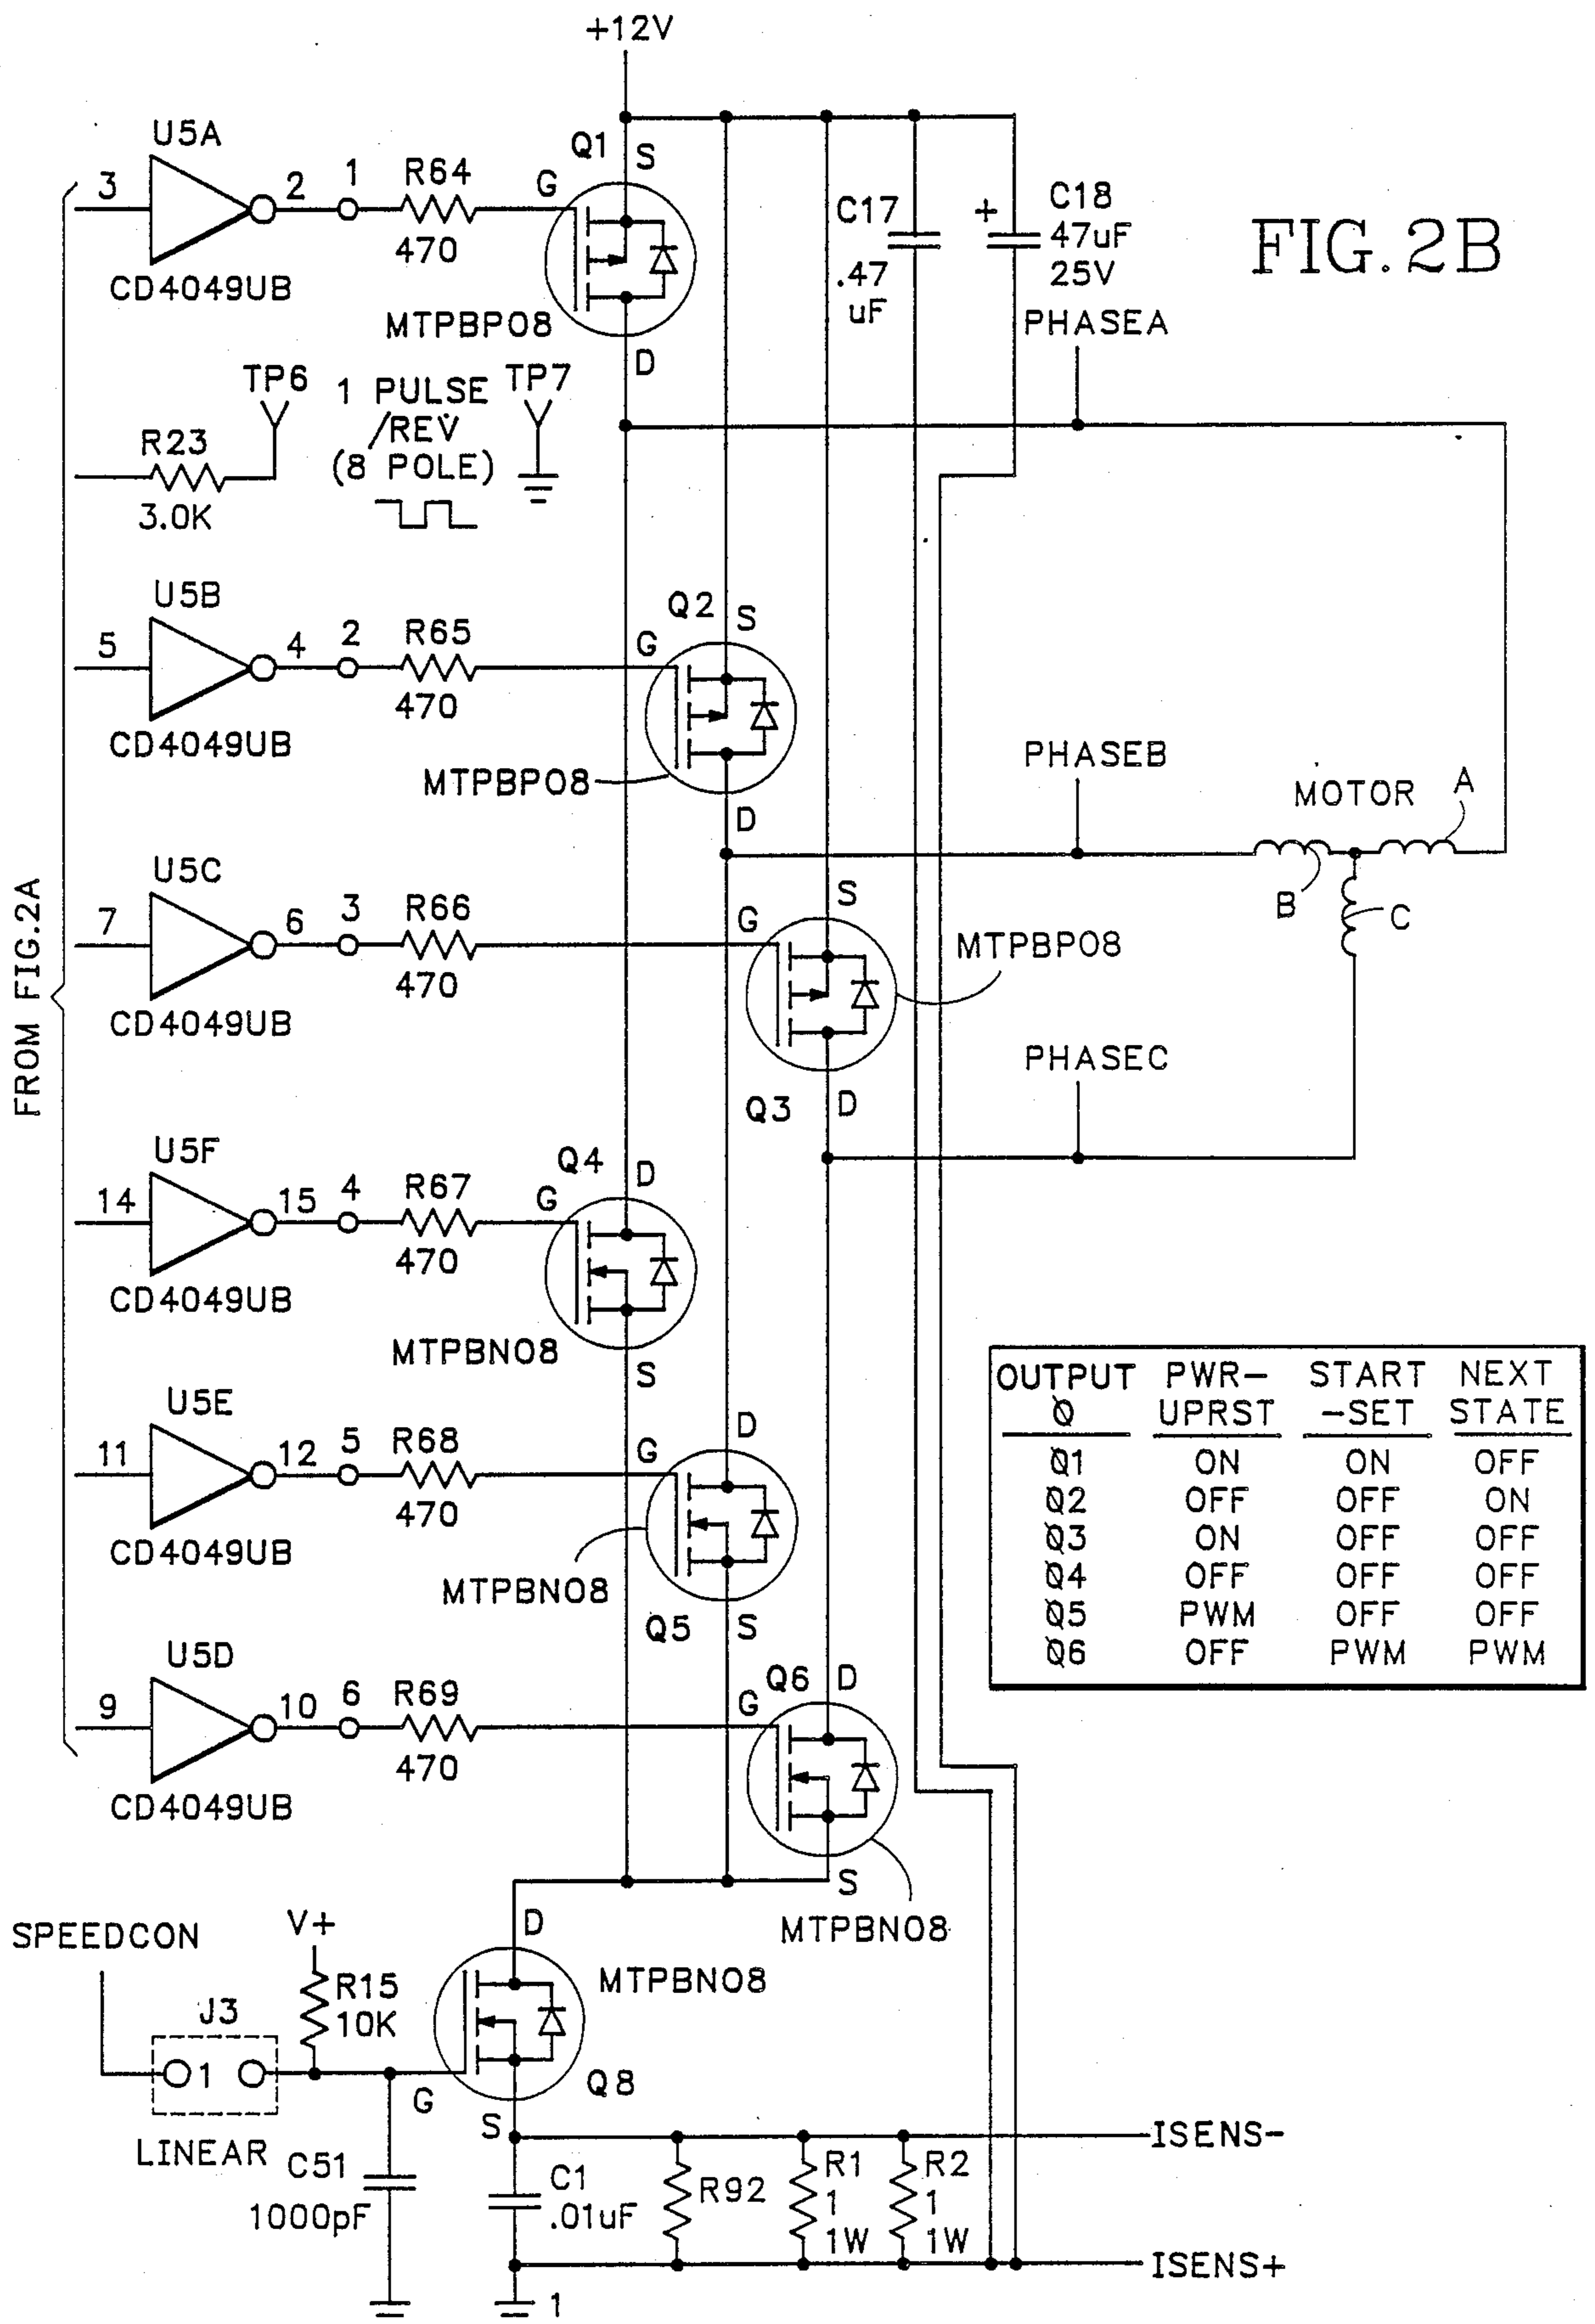 +12V
U5A
3
2
1
R64
470
CD4049UB
Q1
S
G
MTPBP08
D
C17
.47
uF
+
C18
47uF
25V
FIG. 2B
PHASEA
TP6
1 PULSE
/REV
(8 POLE)
TP7
R23
3.0K
U5B
5
4
2
R65
470
CD4049UB
Q2
S
G
MTPBP08
D
PHASEB
MOTOR
A
B
C
FROM FIG.2A
U5C
7
6
3
R66
470
CD4049UB
S
G
MTPBP08
Q3
D
PHASEC
U5F
14
15
4
R67
470
CD4049UB
Q4
D
G
MTPBN08
S
U5E
11
12
5
R68
470
CD4049UB
D
G
MTPBN08
Q5
S
OUTPUT PWR- START NEXT
Ø UPRST -SET STATE
Q1 ON ON OFF
Q2 OFF OFF ON
Q3 ON OFF OFF
Q4 OFF OFF OFF
Q5 PWM OFF OFF
Q6 OFF PWM PWM
U5D
9
10
6
R69
470
CD4049UB
Q6
D
G
S
MTPBN08
SPEEDCON
V+
R15
10K
J3
1
LINEAR
D
MTPBN08
G
Q8
S
C51
1000pF
C1
.01uF
R92
R1
1
1W
R2
1
1W
ISENS-
ISENS+
1